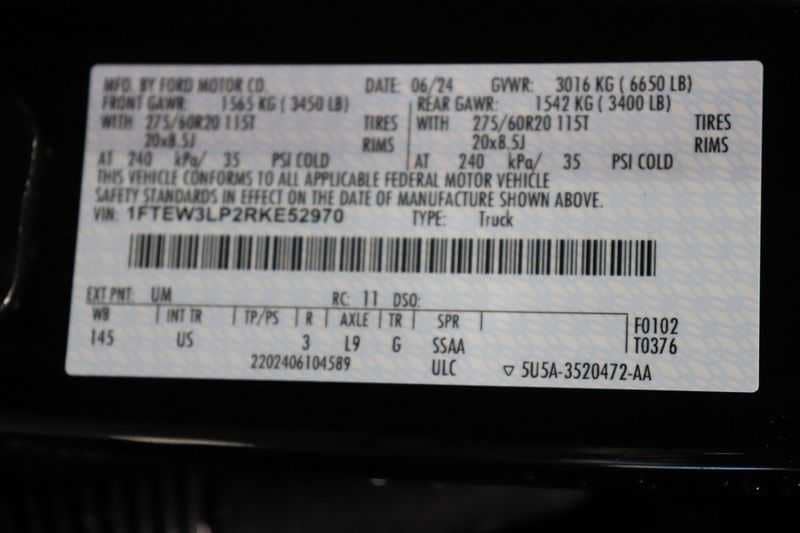 MFD. BY FORD MOTOR CO. DATE: 06/24 GVWR: 3016 KG ( 6650 LB)
FRONT GAWR: 1565 KG ( 3450 LB) REAR GAWR: 1542 KG ( 3400 LB)
WITH 275/60R20 115T TIRES WITH 275/60R20 115T TIRES
20x8.5J RIMS 20x8.5J RIMS
AT 240 kPa/ 35 PSI COLD AT 240 kPa/ 35 PSI COLD
THIS VEHICLE CONFORMS TO ALL APPLICABLE FEDERAL MOTOR VEHICLE
SAFETY STANDARDS IN EFFECT ON THE DATE OF MANUFACTURE SHOWN ABOVE.
VIN: 1FTEW3LP2RKE52970 TYPE: Truck
EXT PNT: UM RC: 11 DSO:
WB INT TR TP/PS R AXLE TR SPR F0102
145 US 3 L9 G SSAA T0376
2202406104589 ULC ▽ 5U5A-3520472-AA